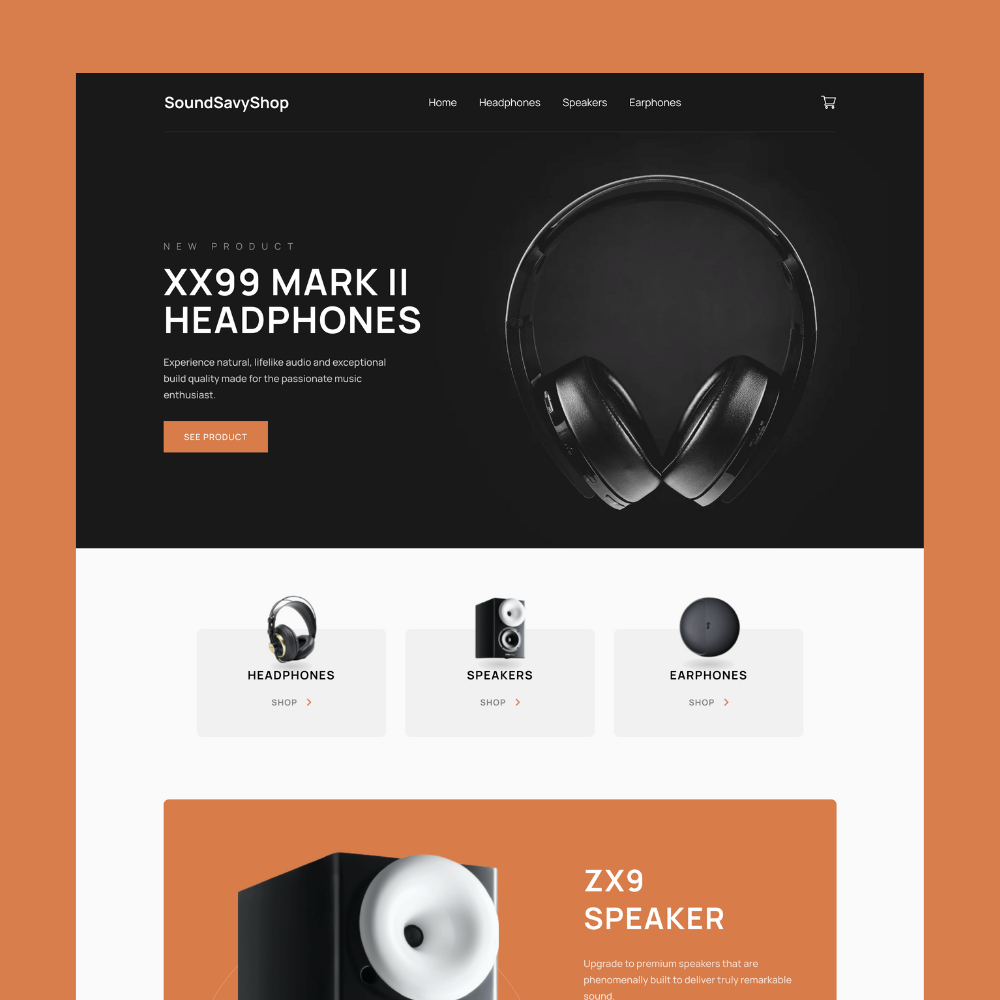 SoundSavyShop
Home Headphones Speakers Earphones
NEW PRODUCT
XX99 MARK II
HEADPHONES
Experience natural, lifelike audio and exceptional
build quality made for the passionate music
enthusiast.
SEE PRODUCT
HEADPHONES
SHOP
SPEAKERS
SHOP
EARPHONES
SHOP
ZX9
SPEAKER
Upgrade to premium speakers that are
phenomenally built to deliver truly remarkable
sound.